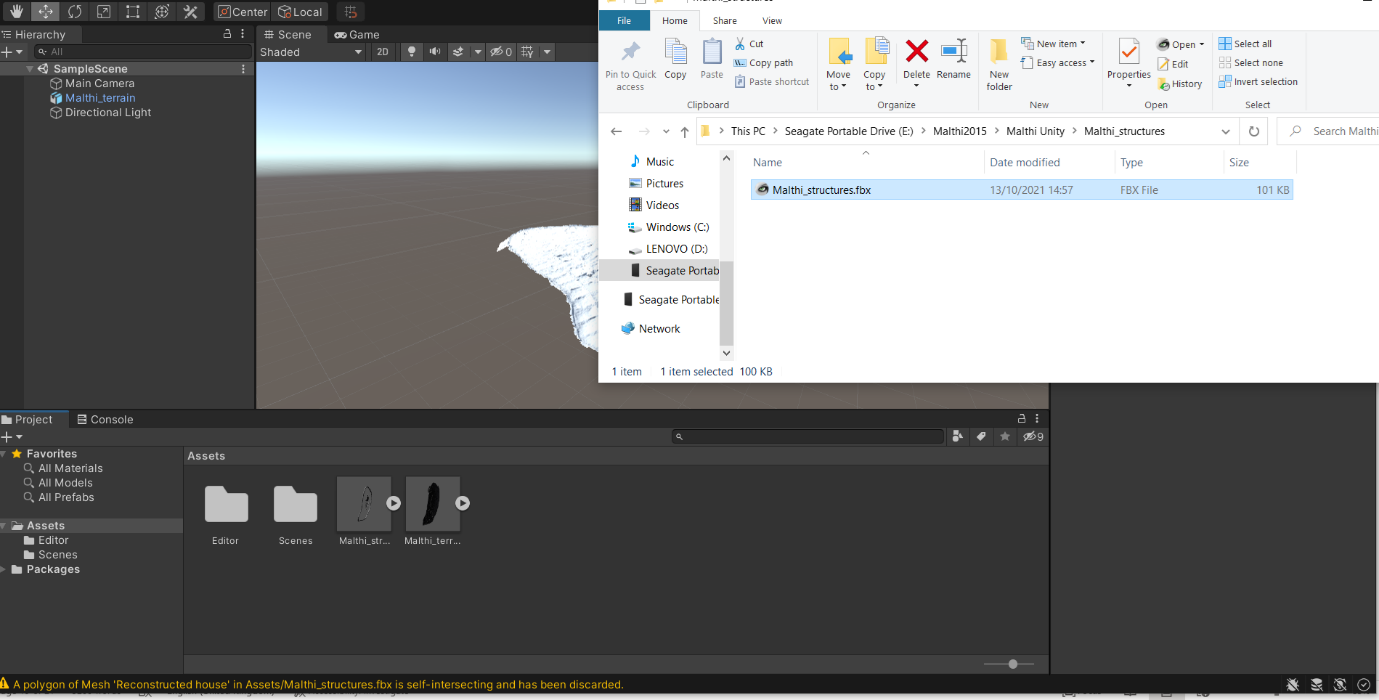 Center
Local
Hierarchy
All
SampleScene
Main Camera
Malthi_terrain
Directional Light
Scene
Game
Shaded
2D
0
File
Home
Share
View
Pin to Quick
access
Copy
Paste
Cut
Copy path
Paste shortcut
Clipboard
Move
to
Copy
to
Delete
Rename
Organize
New
folder
New item
Easy access
New
Properties
Open
Edit
History
Open
Select all
Select none
Invert selection
Select
This PC > Seagate Portable Drive (E:) > Malthi2015 > Malthi Unity > Malthi_structures
Search Malthi
Music
Pictures
Videos
Windows (C:)
LENOVO (D:)
Seagate Portab
Seagate Portable
Network
Name Date modified Type Size
Malthi_structures.fbx 13/10/2021 14:57 FBX File 101 KB
1 item 1 item selected 100 KB
Project
Console
9
Favorites
All Materials
All Models
All Prefabs
Assets
Editor
Scenes
Packages
Assets
Editor
Scenes
Malthi_str...
Malthi_terr...
A polygon of Mesh 'Reconstructed house' in Assets/Malthi_structures.fbx is self-intersecting and has been discarded.